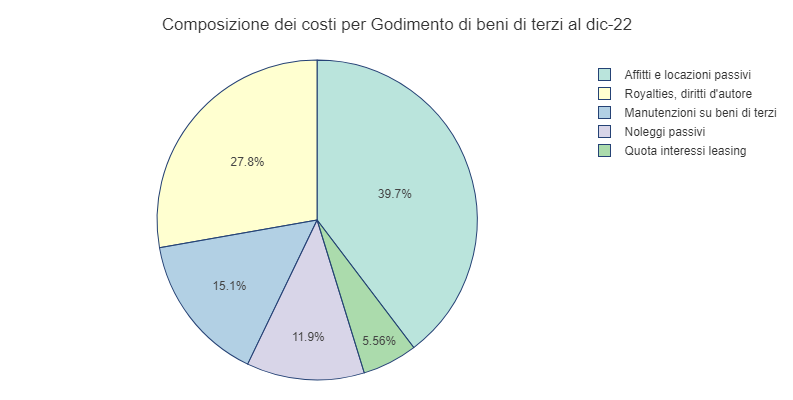 Composizione dei costi per Godimento di beni di terzi al dic-22
Affitti e locazioni passivi
Royalties, diritti d'autore
Manutenzioni su beni di terzi
Noleggi passivi
Quota interessi leasing
27.8%
39.7%
15.1%
11.9%
5.56%